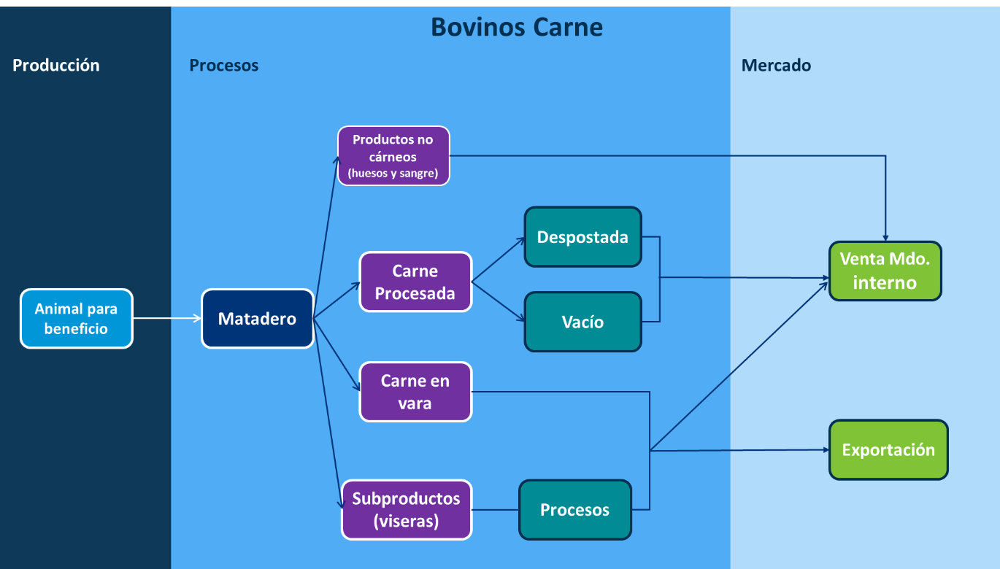 Bovinos Carne
Producción
Procesos
Mercado
Productos no
cárneos
(huesos y sangre)
Despostada
Venta Mdo.
interno
Carne
Procesada
Animal para
beneficio
Matadero
Vacío
Carne en
vara
Exportación
Subproductos
(viseras)
Procesos